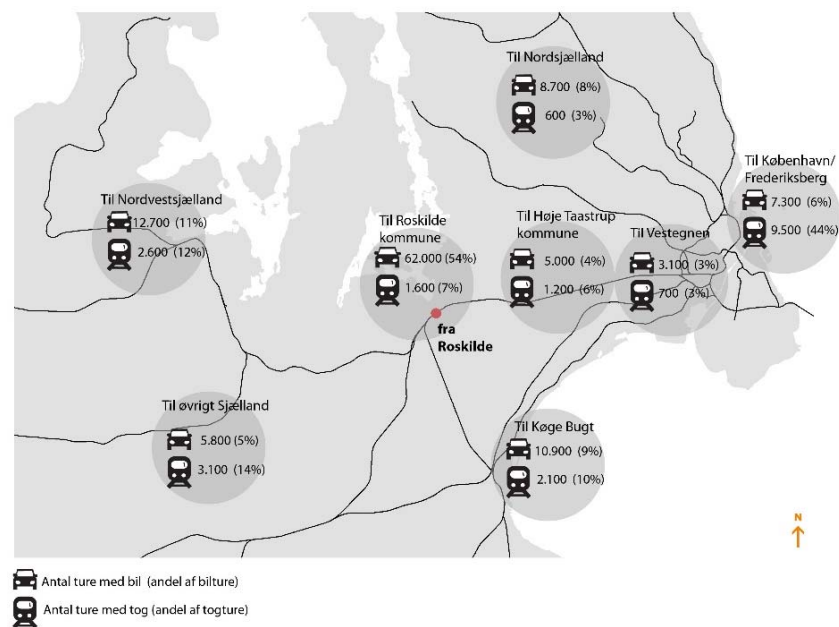 Til Nordsjælland
8.700 (8%)
600 (3%)
Til København/
Frederiksberg
7.300 (6%)
9.500 (44%)
Til Nordvestsjælland
12.700 (11%)
2.600 (12%)
Til Roskilde
kommune
62.000 (54%)
1.600 (7%)
Til Høje Taastrup
kommune
5.000 (4%)
1.200 (6%)
Til Vestegnen
3.100 (3%)
700 (3%)
fra
Roskilde
Til øvrigt Sjælland
5.800 (5%)
3.100 (14%)
Til Køge Bugt
10.900 (9%)
2.100 (10%)
N
Antal ture med bil (andel af bilture)
Antal ture med tog (andel af togture)